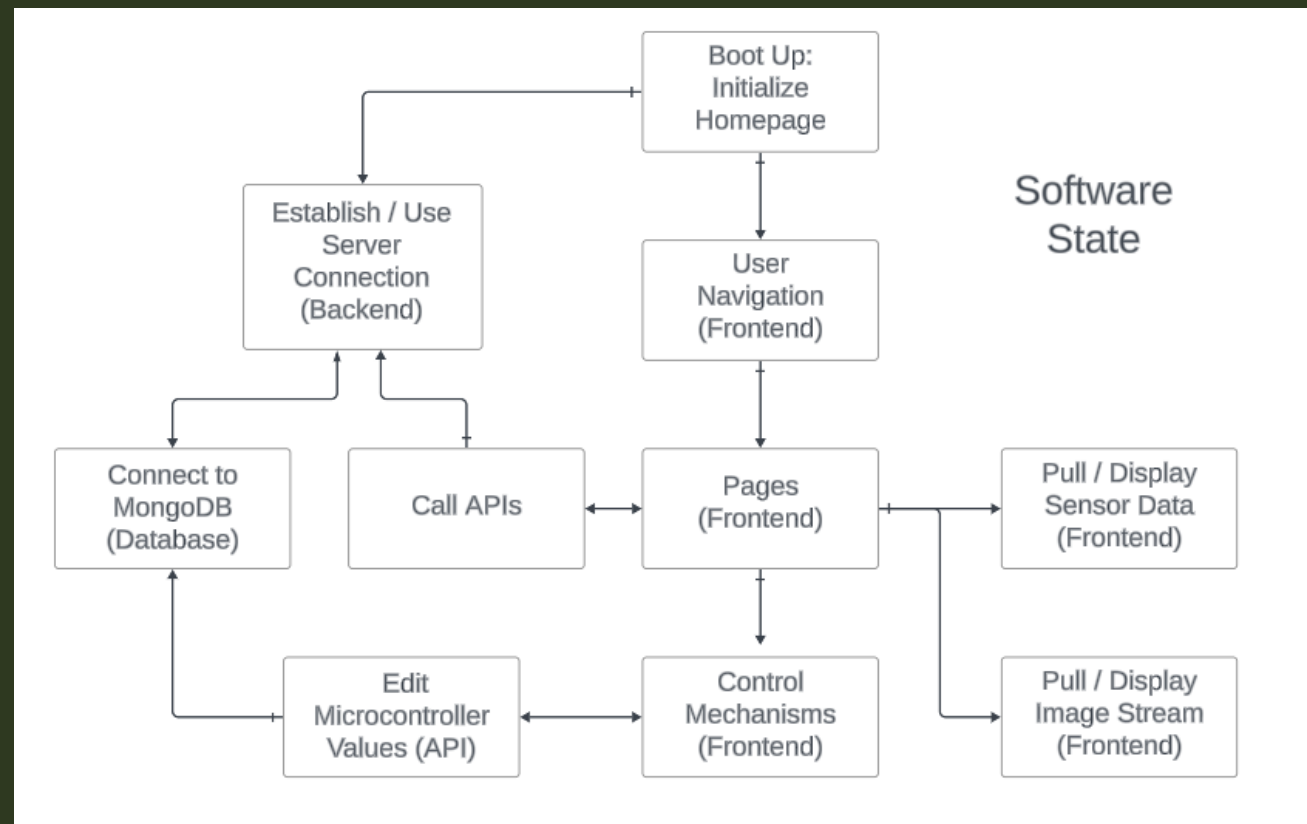 Boot Up:
Initialize
Homepage
Software
State
Establish / Use
Server
Connection
(Backend)
User
Navigation
(Frontend)
Connect to
MongoDB
(Database)
Call APIs
Pages
(Frontend)
Pull / Display
Sensor Data
(Frontend)
Edit
Microcontroller
Values (API)
Control
Mechanisms
(Frontend)
Pull / Display
Image Stream
(Frontend)